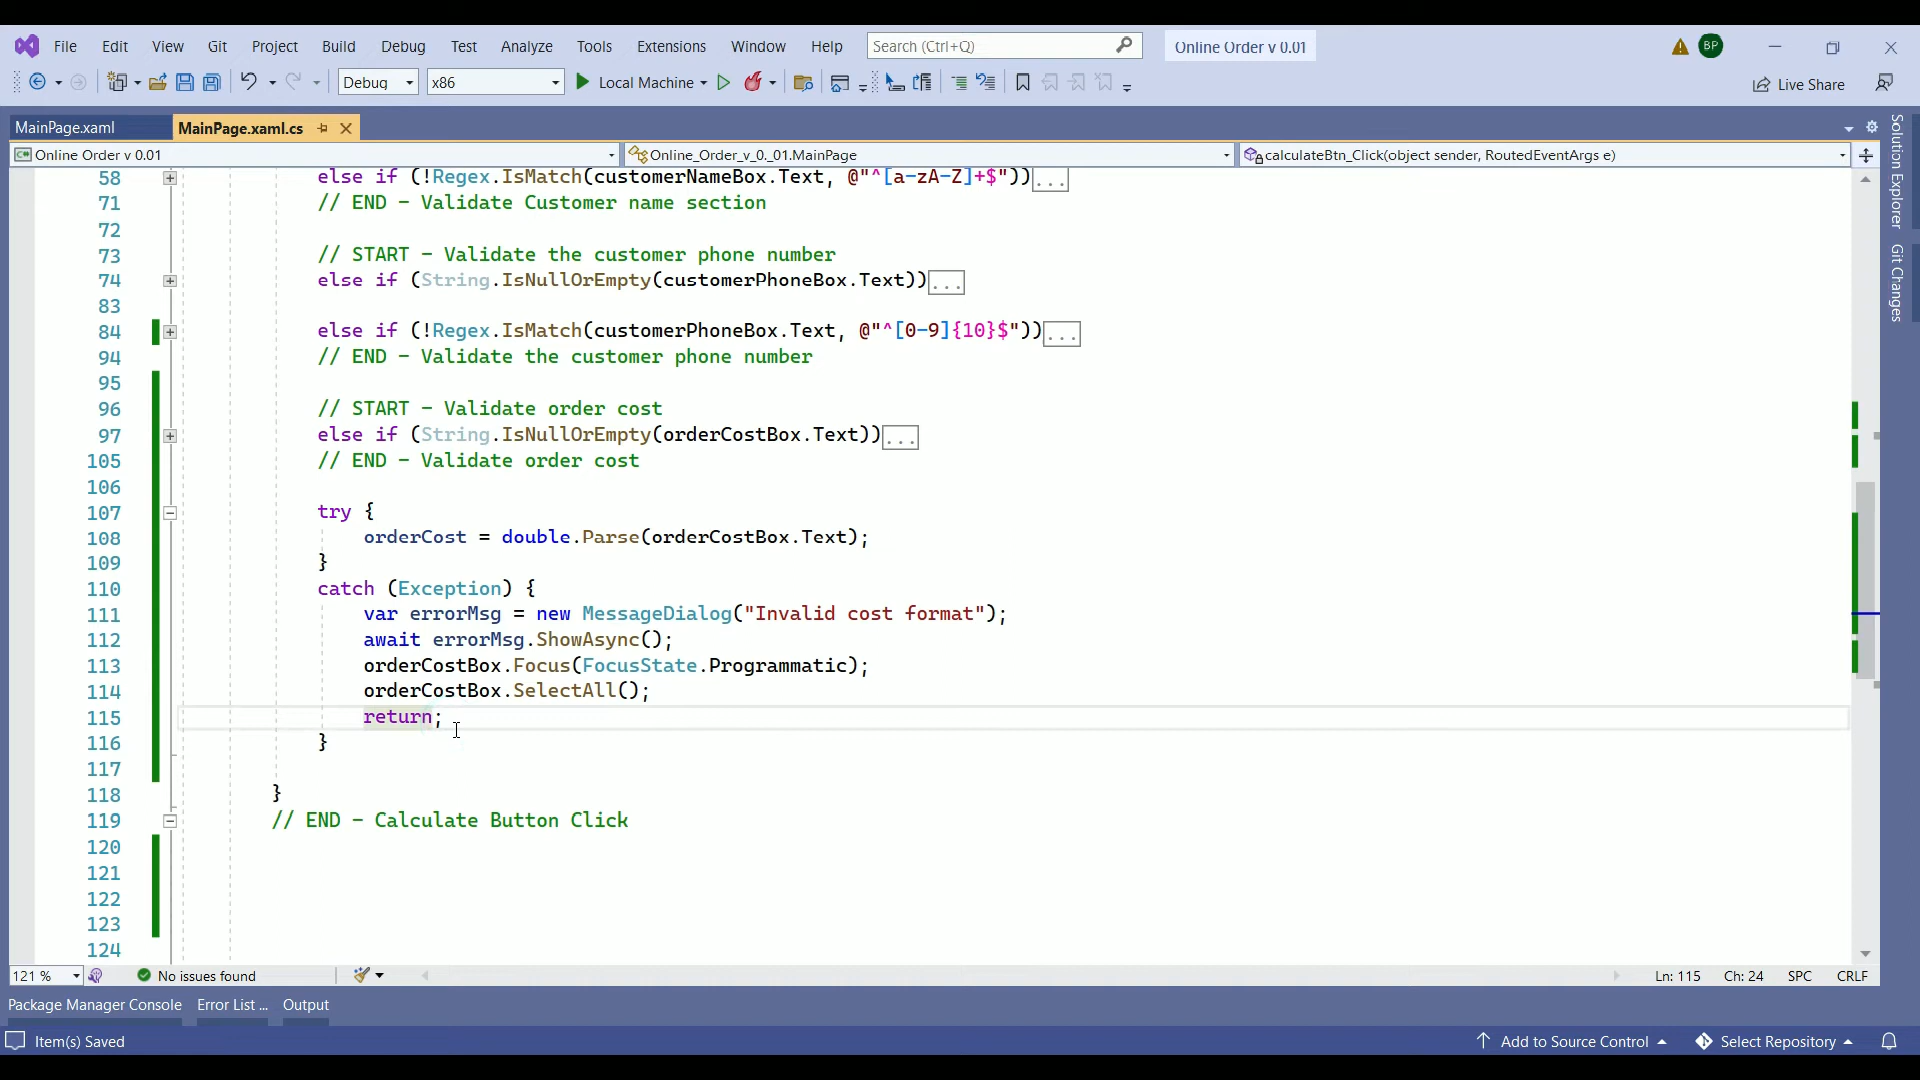 File Edit View Git Project Build Debug Test Analyze Tools Extensions Window Help Search (Ctrl+Q) Online Order v 0.01 BP
Debug x86 Local Machine Live Share
MainPage.xaml MainPage.xaml.cs
Online Order v 0.01 Online_Order_v_0._01.MainPage calculateBtn_Click(object sender, RoutedEventArgs e)
58 else if (!Regex.IsMatch(customerNameBox.Text, @"^[a-zA-Z]+$"))...
71 // END - Validate Customer name section
72
73 // START - Validate the customer phone number
74 else if (String.IsNullOrEmpty(customerPhoneBox.Text))...
83
84 else if (!Regex.IsMatch(customerPhoneBox.Text, @"^[0-9]{10}$"))...
94 // END - Validate the customer phone number
95
96 // START - Validate order cost
97 else if (String.IsNullOrEmpty(orderCostBox.Text))...
105 // END - Validate order cost
106
107 try {
108 orderCost = double.Parse(orderCostBox.Text);
109 }
110 catch (Exception) {
111 var errorMsg = new MessageDialog("Invalid cost format");
112 await errorMsg.ShowAsync();
113 orderCostBox.Focus(FocusState.Programmatic);
114 orderCostBox.SelectAll();
115 return;
116 }
117
118 }
119 // END - Calculate Button Click
120
121
122
123
124
Solution Explorer
Git Changes
121 % No issues found Ln: 115 Ch: 24 SPC CRLF
Package Manager Console Error List ... Output
Item(s) Saved Add to Source Control Select Repository